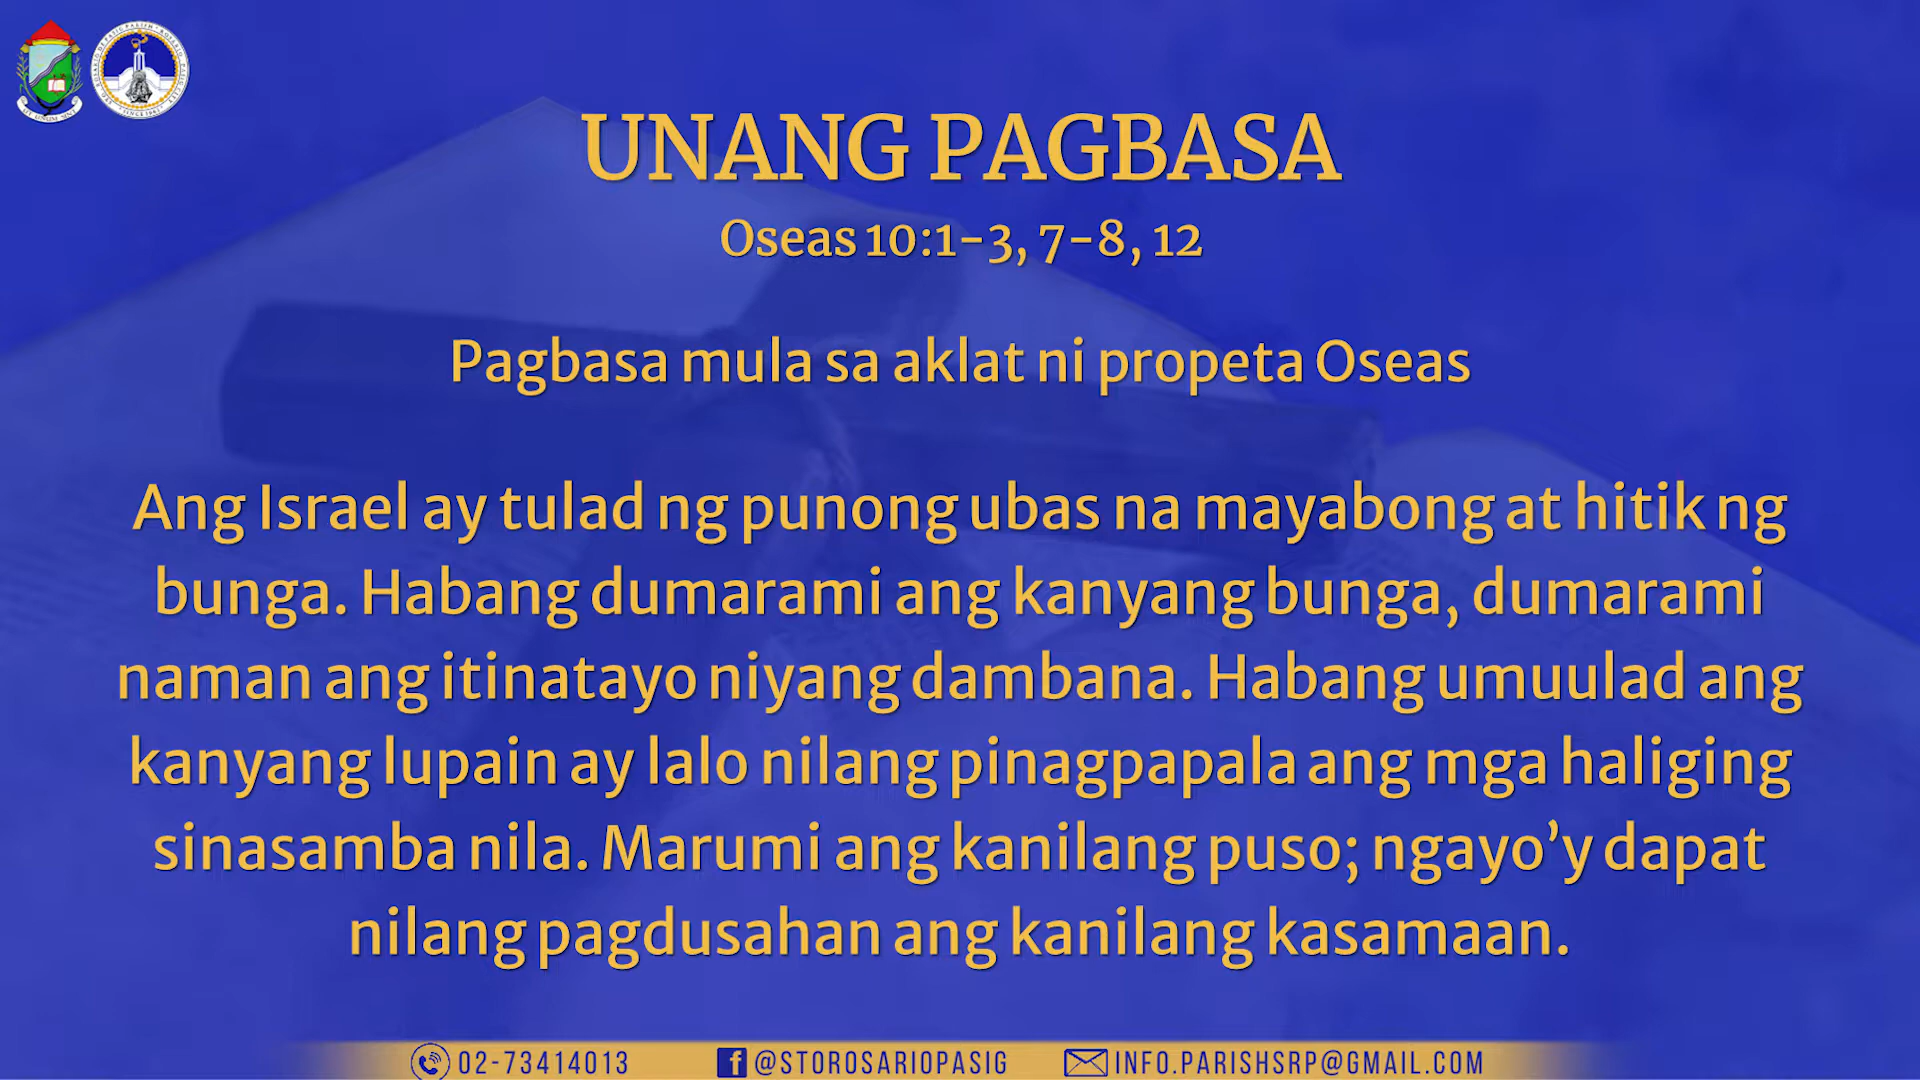 UNANG PAGBASA
Oseas 10:1-3, 7-8, 12
Pagbasa mula sa aklat ni propeta Oseas
Ang Israel ay tulad ng punong ubas na mayabong at hitik ng
bunga. Habang dumarami ang kanyang bunga, dumarami
naman ang itinatayo niyang dambana. Habang umuulad ang
kanyang lupain ay lalo nilang pinagpapala ang mga haliging
sinasamba nila. Marumi ang kanilang puso; ngayo’y dapat
nilang pagdusahan ang kanilang kasamaan.
02-73414013
@STOROSARIOPASIG
INFO.PARISHSRP@GMAIL.COM